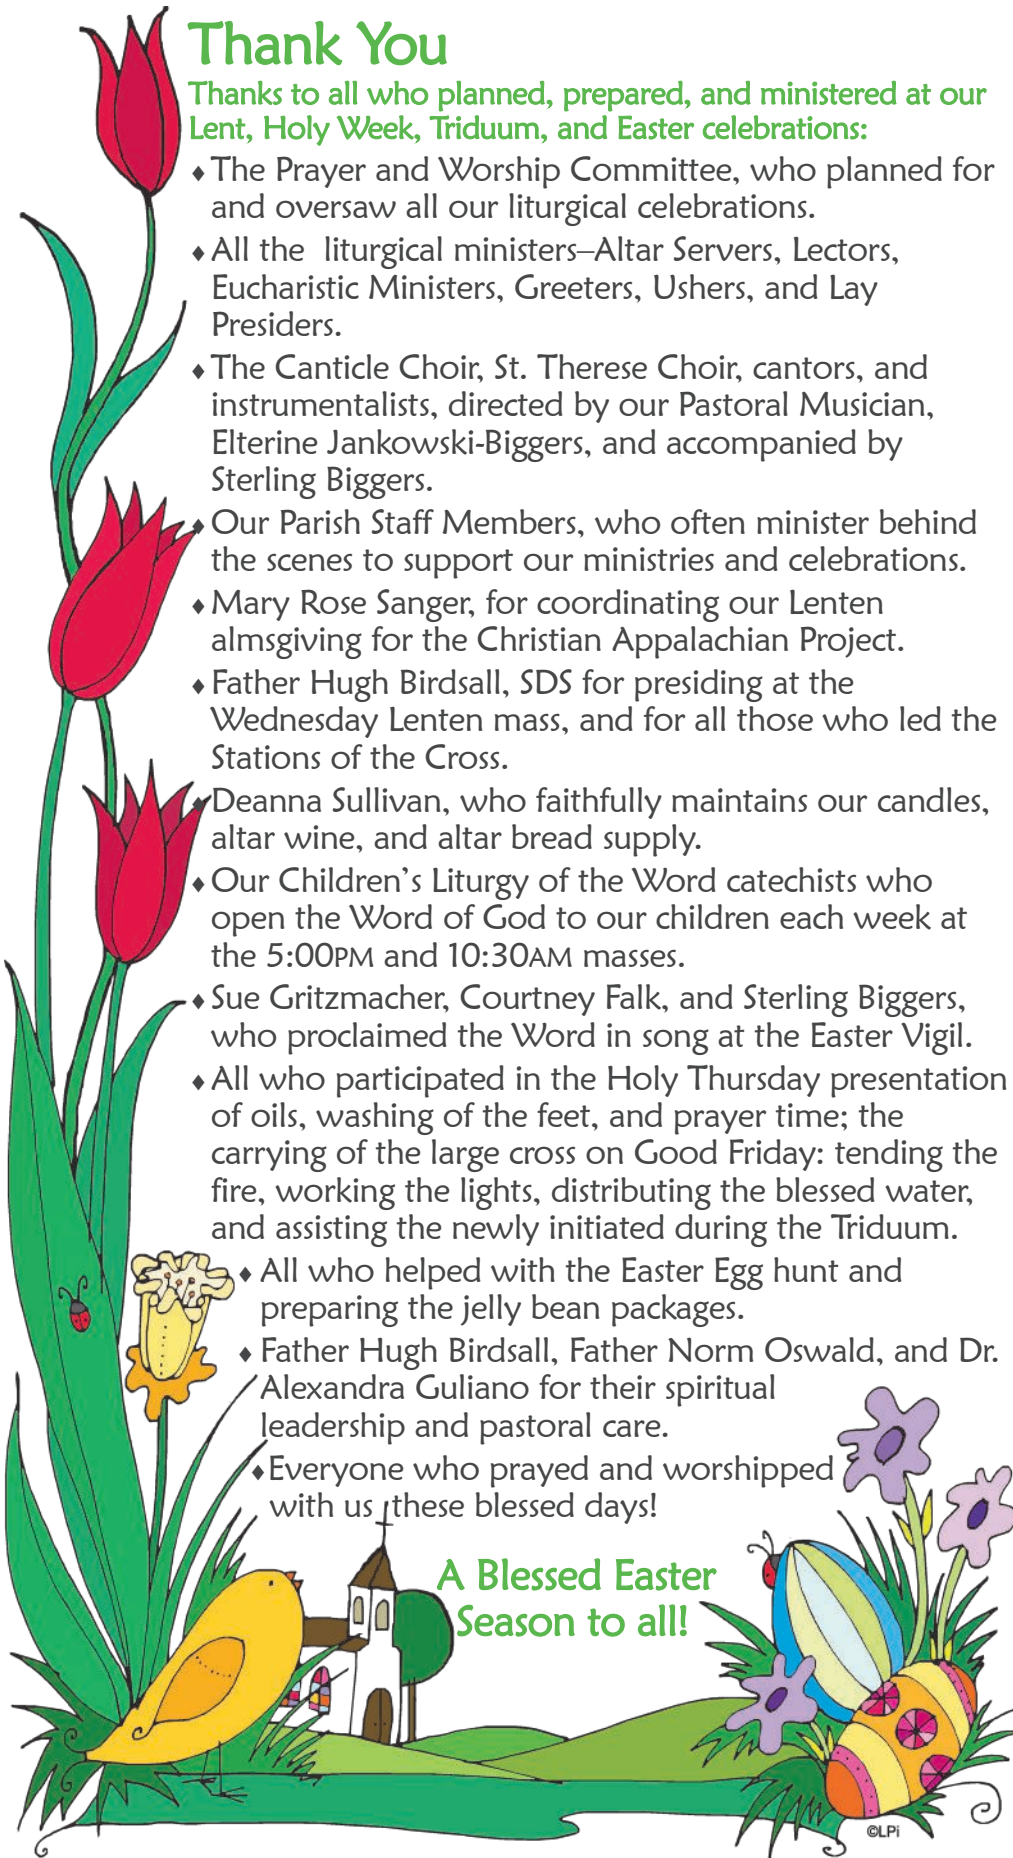 Thank You
Thanks to all who planned, prepared, and ministered at our
Lent, Holy Week, Triduum, and Easter celebrations:
♦ The Prayer and Worship Committee, who planned for
and oversaw all our liturgical celebrations.
♦ All the  liturgical ministers–Altar Servers, Lectors,
Eucharistic Ministers, Greeters, Ushers, and Lay
Presiders.
♦ The Canticle Choir, St. Therese Choir, cantors, and
instrumentalists, directed by our Pastoral Musician,
Elterine Jankowski-Biggers, and accompanied by
Sterling Biggers.
♦ Our Parish Staff Members, who often minister behind
the scenes to support our ministries and celebrations.
♦ Mary Rose Sanger, for coordinating our Lenten
almsgiving for the Christian Appalachian Project.
♦ Father Hugh Birdsall, SDS for presiding at the
Wednesday Lenten mass, and for all those who led the
Stations of the Cross.
♦ Deanna Sullivan, who faithfully maintains our candles,
altar wine, and altar bread supply.
♦ Our Children's Liturgy of the Word catechists who
open the Word of God to our children each week at
the 5:00PM and 10:30AM masses.
♦ Sue Gritzmacher, Courtney Falk, and Sterling Biggers,
who proclaimed the Word in song at the Easter Vigil.
♦ All who participated in the Holy Thursday presentation
of oils, washing of the feet, and prayer time; the
carrying of the large cross on Good Friday: tending the
fire, working the lights, distributing the blessed water,
and assisting the newly initiated during the Triduum.
♦ All who helped with the Easter Egg hunt and
preparing the jelly bean packages.
♦ Father Hugh Birdsall, Father Norm Oswald, and Dr.
Alexandra Guliano for their spiritual
leadership and pastoral care.
♦ Everyone who prayed and worshipped
with us these blessed days!
A Blessed Easter
Season to all!
©LPi